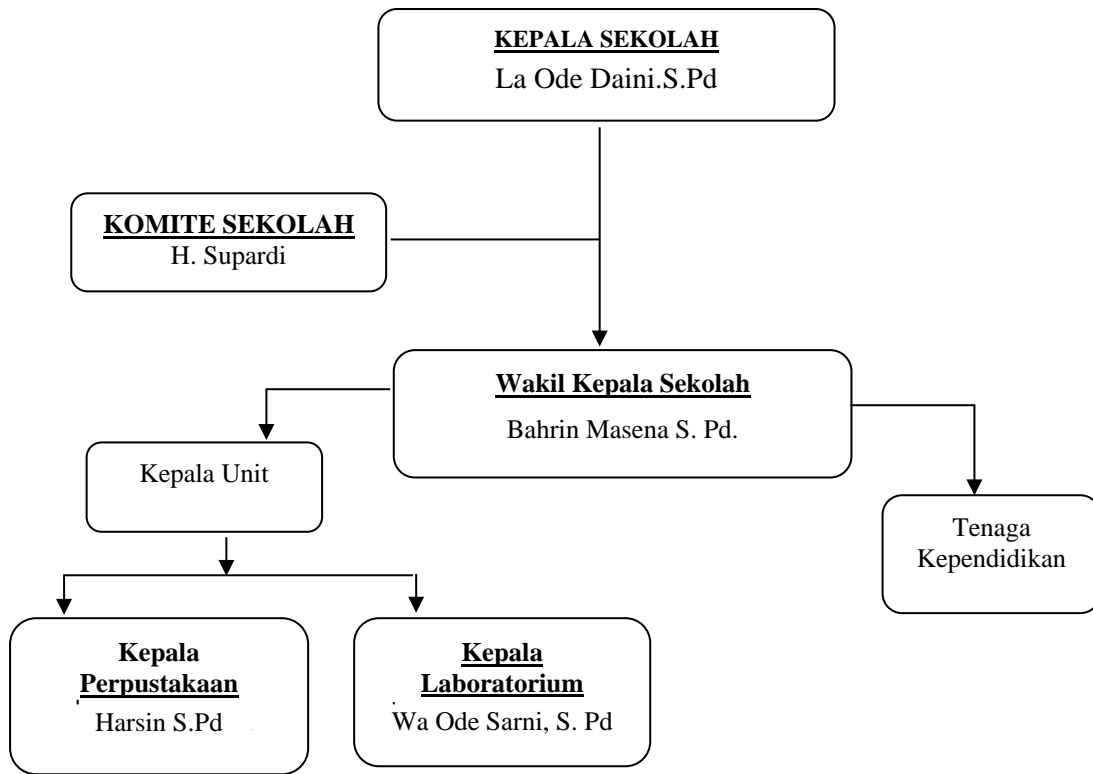 KEPALA SEKOLAH
La Ode Daini.S.Pd
KOMITE SEKOLAH
H. Supardi
Wakil Kepala Sekolah
Bahrin Masena S. Pd.
Kepala Unit
Tenaga
Kependidikan
Kepala
Perpustakaan
Harsin S.Pd
Kepala
Laboratorium
Wa Ode Sarni, S. Pd